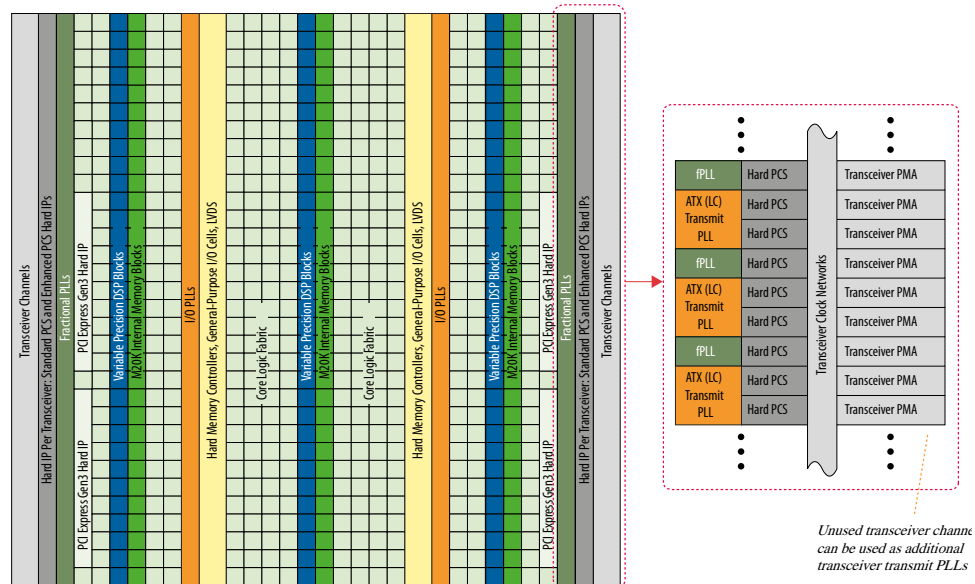 Transceiver Channels
Hard IP Per Transceiver: Standard PCS and Enhanced PCS Hard IPs
Fractional PLLs
PCI Express Gen3 Hard IP
PCI Express Gen3 Hard IP
Variable Precision DSP Blocks
M20K Internal Memory Blocks
I/O PLLs
Hard Memory Controllers, General-Purpose I/O Cells, LVDS
Core Logic Fabric
Variable Precision DSP Blocks
M20K Internal Memory Blocks
Core Logic Fabric
Hard Memory Controllers, General-Purpose I/O Cells, LVDS
I/O PLLs
Variable Precision DSP Blocks
M20K Internal Memory Blocks
PCI Express Gen3 Hard IP
PCI Express Gen3 Hard IP
Fractional PLLs
Hard IP Per Transceiver: Standard PCS and Enhanced PCS Hard IPs
Transceiver Channels
fPLL
ATX (LC)
Transmit
PLL
fPLL
ATX (LC)
Transmit
PLL
fPLL
ATX (LC)
Transmit
PLL
Hard PCS
Hard PCS
Hard PCS
Hard PCS
Hard PCS
Hard PCS
Hard PCS
Hard PCS
Hard PCS
Transceiver Clock Networks
Transceiver PMA
Transceiver PMA
Transceiver PMA
Transceiver PMA
Transceiver PMA
Transceiver PMA
Transceiver PMA
Transceiver PMA
Transceiver PMA
Unused transceiver channe
can be used as additional
transceiver transmit PLLs